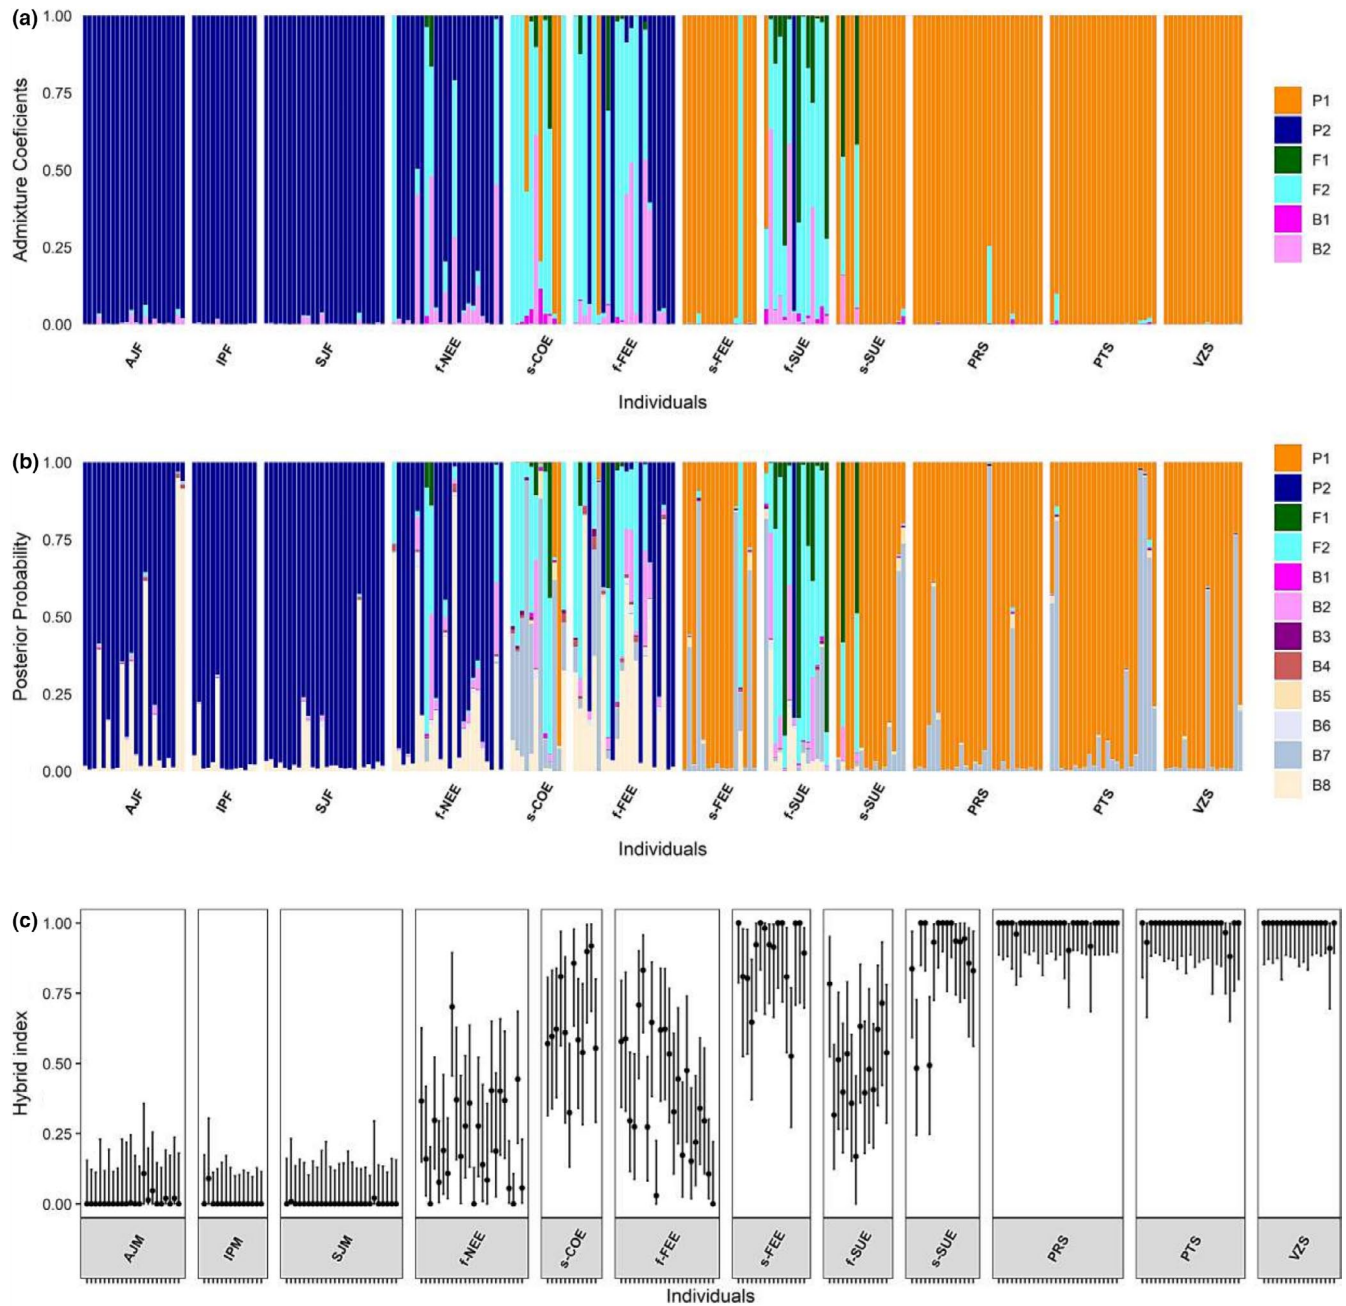 (a)
Admixture Coeficients
1.00
0.75
0.50
0.25
0.00
AJF IPF SJF f-NEE s-COE f-FEE s-FEE f-SUE s-SUE PRS PTS VZS
Individuals
P1
P2
F1
F2
B1
B2
(b)
Posterior Probability
1.00
0.75
0.50
0.25
0.00
AJF IPF SJF f-NEE s-COE f-FEE s-FEE f-SUE s-SUE PRS PTS VZS
Individuals
P1
P2
F1
F2
B1
B2
B3
B4
B5
B6
B7
B8
(c)
Hybrid index
1.00
0.75
0.50
0.25
0.00
AJM IPM SJM f-NEE s-COE f-FEE s-FEE f-SUE s-SUE PRS PTS VZS
Individuals